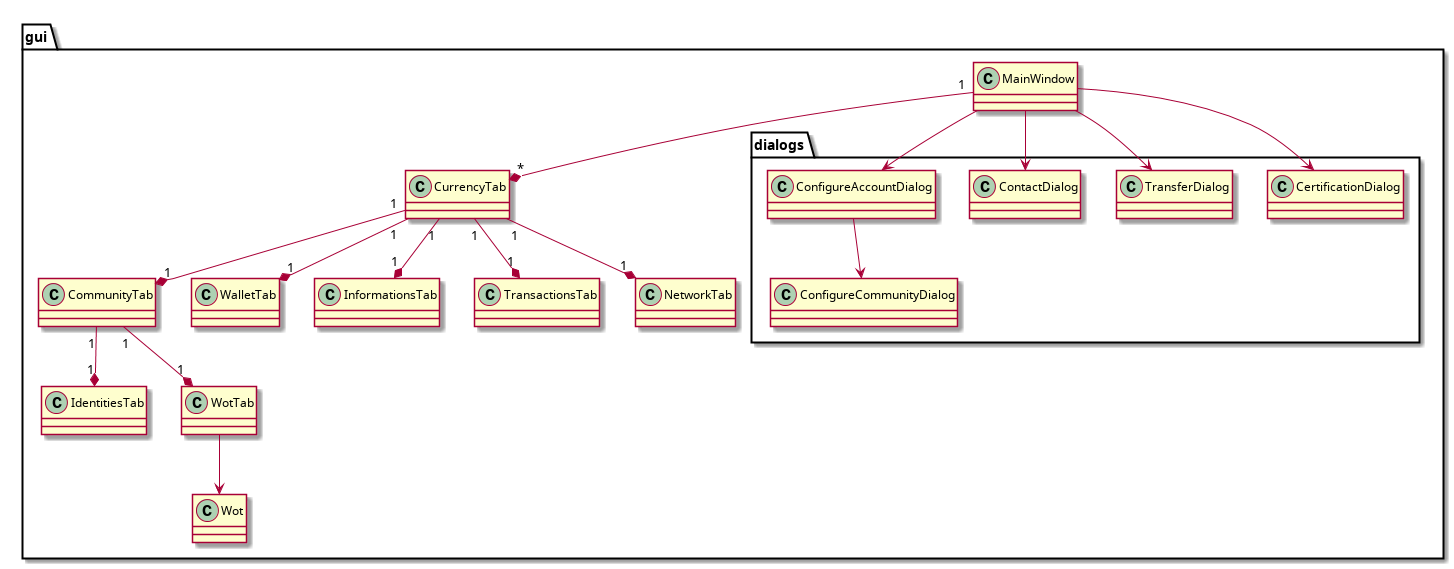 gui
C MainWindow
1
dialogs
*
C CurrencyTab
C ConfigureAccountDialog
C ContactDialog
C TransferDialog
C CertificationDialog
1
1
1
1
1
1
1
1
1
1
C CommunityTab
C WalletTab
C InformationsTab
C TransactionsTab
C NetworkTab
C ConfigureCommunityDialog
1
1
1
1
C IdentitiesTab
C WotTab
C Wot